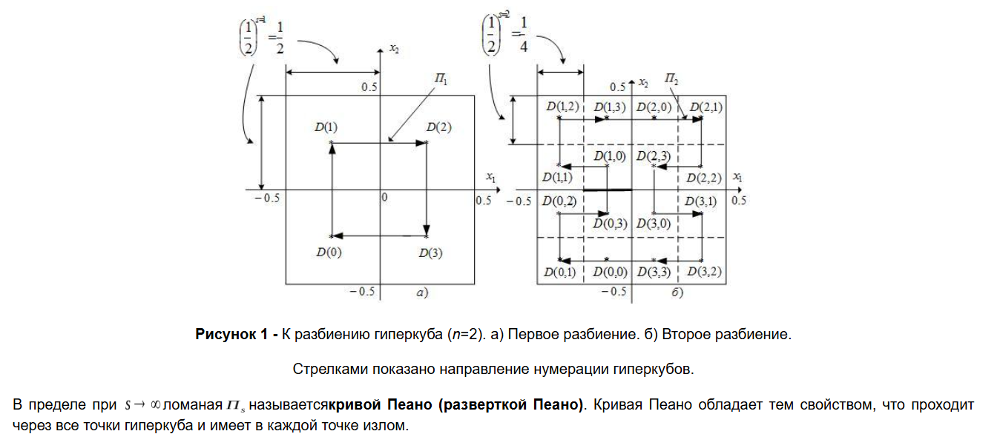 (1/2)^{s=1} = 1/2
x₂
0.5
П₁
D(1) D(2)
x₁
−0.5 0 0.5
D(0) D(3)
−0.5 а)
(1/2)^{s=2} = 1/4
0.5 x₂ П₂
D(1,2) D(1,3) D(2,0) D(2,1)
D(1,0) D(2,3)
D(1,1) D(2,2) x₁
−0.5 D(0,2) D(3,1) 0.5
D(0,3) D(3,0)
D(0,1) D(0,0) D(3,3) D(3,2)
−0.5 б)
Рисунок 1 - К разбиению гиперкуба (n=2). а) Первое разбиение. б) Второе разбиение.
Стрелками показано направление нумерации гиперкубов.
В пределе при s → ∞ ломаная Пₛ называетсякривой Пеано (разверткой Пеано). Кривая Пеано обладает тем свойством, что проходит
через все точки гиперкуба и имеет в каждой точке излом.